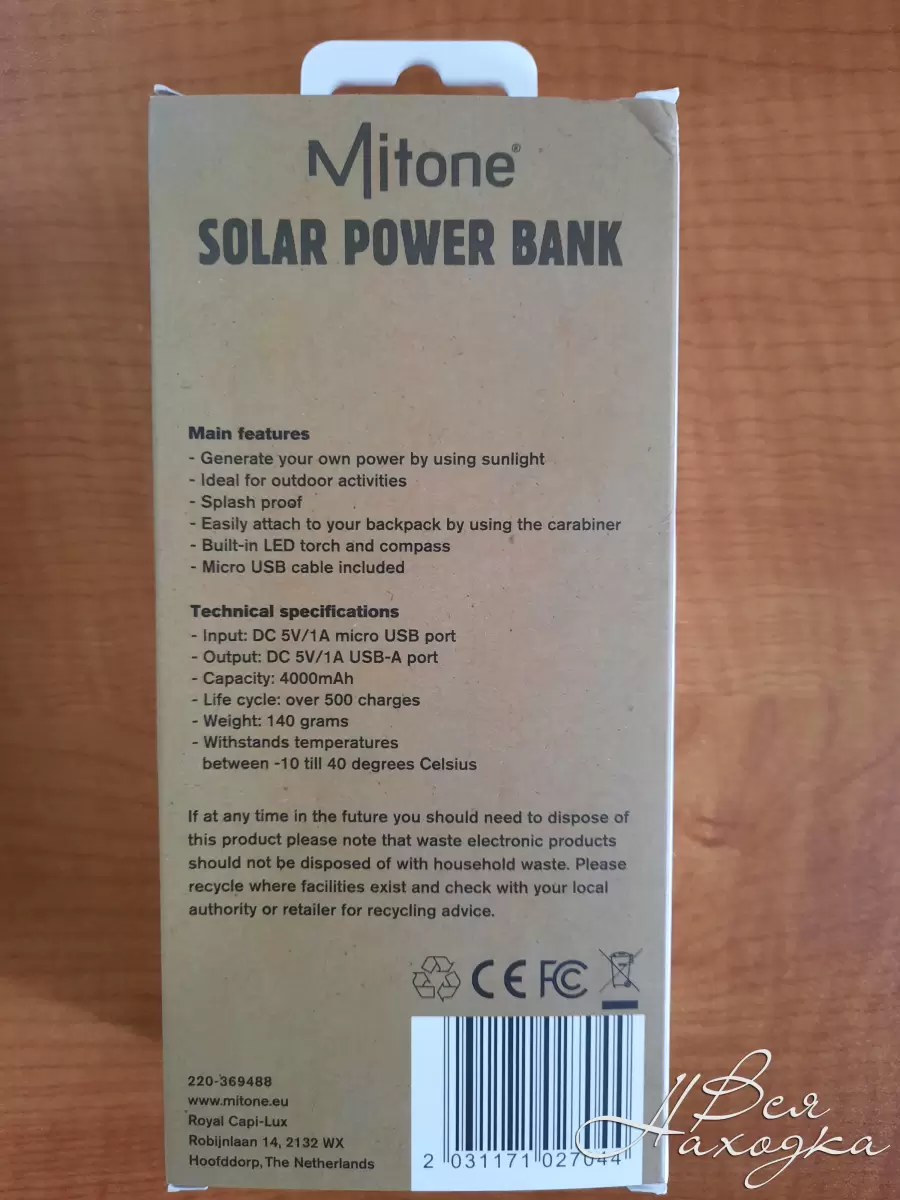 Mitone®
SOLAR POWER BANK
Main features
- Generate your own power by using sunlight
- Ideal for outdoor activities
- Splash proof
- Easily attach to your backpack by using the carabiner
- Built-in LED torch and compass
- Micro USB cable included
Technical specifications
- Input: DC 5V/1A micro USB port
- Output: DC 5V/1A USB-A port
- Capacity: 4000mAh
- Life cycle: over 500 charges
- Weight: 140 grams
- Withstands temperatures
between -10 till 40 degrees Celsius
If at any time in the future you should need to dispose of
this product please note that waste electronic products
should not be disposed of with household waste. Please
recycle where facilities exist and check with your local
authority or retailer for recycling advice.
CE FC
220-369488
www.mitone.eu
Royal Capi-Lux
Robijnlaan 14, 2132 WX
Hoofddorp, The Netherlands
2 031171 027044
Вся
Находка